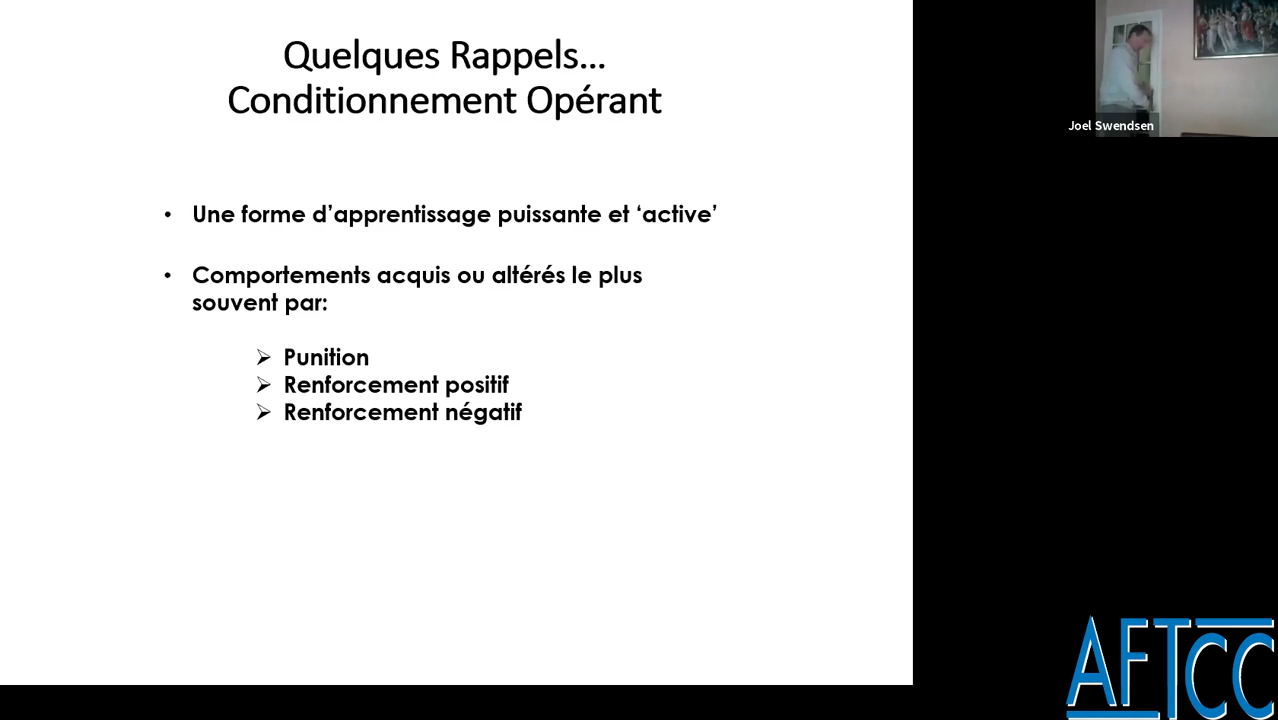 Quelques Rappels...
Conditionnement Opérant
• Une forme d’apprentissage puissante et ‘active’
• Comportements acquis ou altérés le plus
souvent par:
➢ Punition
➢ Renforcement positif
➢ Renforcement négatif
Joel Swendsen
AFTCC